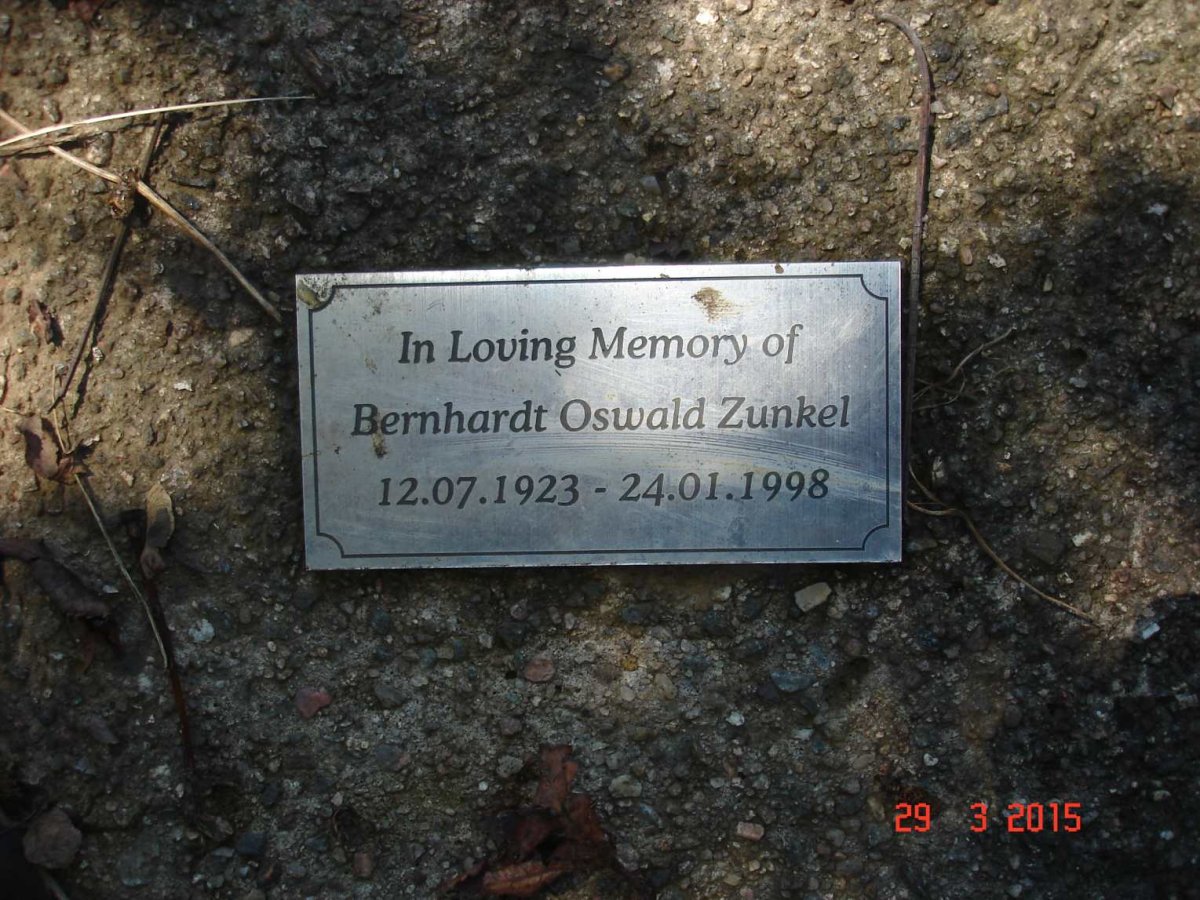 In Loving Memory of
Bernhardt Oswald Zunkel
12.07.1923 - 24.01.1998
29 3 2015